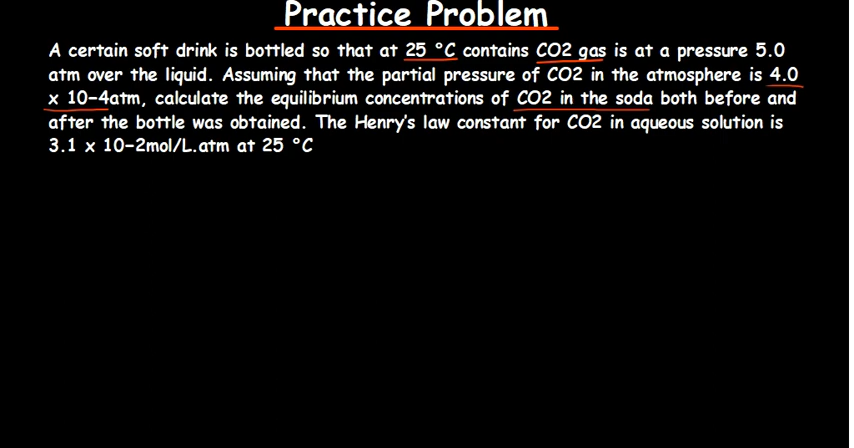 Practice Problem
A certain soft drink is bottled so that at 25 °C contains CO2 gas is at a pressure 5.0
atm over the liquid. Assuming that the partial pressure of CO2 in the atmosphere is 4.0
x 10−4atm, calculate the equilibrium concentrations of CO2 in the soda both before and
after the bottle was obtained. The Henry's law constant for CO2 in aqueous solution is
3.1 x 10−2mol/L.atm at 25 °C